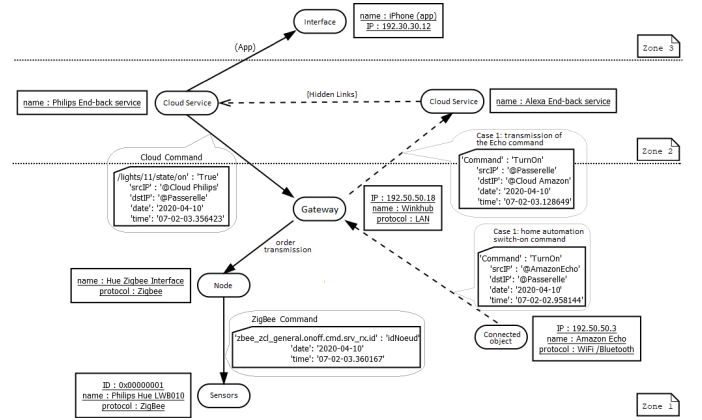 Interface
name : iPhone (app)
IP : 192.30.30.12
(App)
Zone 3
name : Philips End-back service
Cloud Service
{Hidden Links}
Cloud Service
name : Alexa End-back service
Case 1: transmission of
the Echo command
Zone 2
Cloud Command
/lights/11/state/on' : 'True'
'srcIP' : '@Cloud Philips'
'dstIP' : '@Passerelle'
'date': '2020-04-10'
'time': '07-02-03.356423'
'Command' : 'TurnOn'
'srcIP' : '@Passerelle'
'dstIP' : '@Cloud Amazon'
'date': '2020-04-10'
'time': '07-02-03.128649'
Gateway
IP : 192.50.50.18
name : Winkhub
protocol : LAN
order
transmission
Case 1: home automation
switch-on command
'Command' : 'TurnOn'
'srcIP' : '@AmazonEcho'
'dstIP' : '@Passerelle'
'date': '2020-04-10'
'time': '07-02-02.958144'
name : Hue Zigbee Interface
protocol : Zigbee
Node
ZigBee Command
'zbee_zcl_general.onoff.cmd.srv_rx.id' : 'idNoeud'
'date': '2020-04-10'
'time': '07-02-03.360167'
Connected
object
IP : 192.50.50.3
name : Amazon Echo
protocol : WiFi /Bluetooth
ID : 0x00000001
name : Philips Hue LWB010
protocol : ZigBee
Sensors
Zone 1